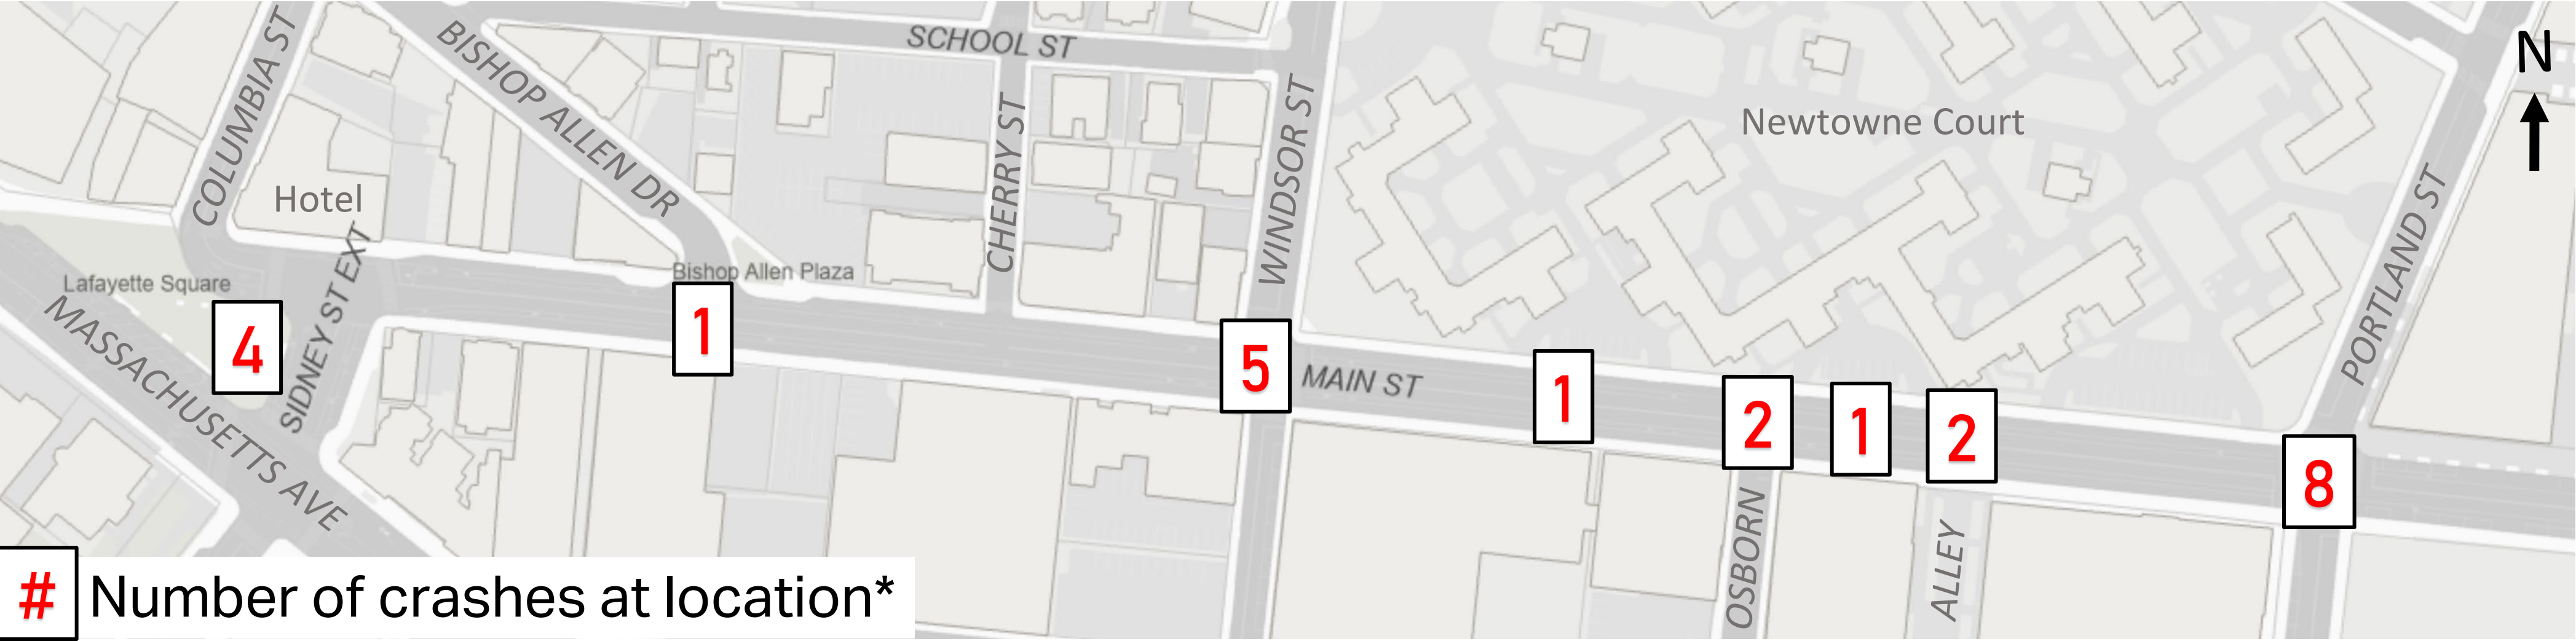 COLUMBIA ST
BISHOP ALLEN DR
SCHOOL ST
N
Newtowne Court
CHERRY ST
WINDSOR ST
Hotel
PORTLAND ST
Lafayette Square
SIDNEY ST EXT
Bishop Allen Plaza
MASSACHUSETTS AVE
4
1
5
MAIN ST
1
2
1
2
8
OSBORN
ALLEY
# Number of crashes at location*